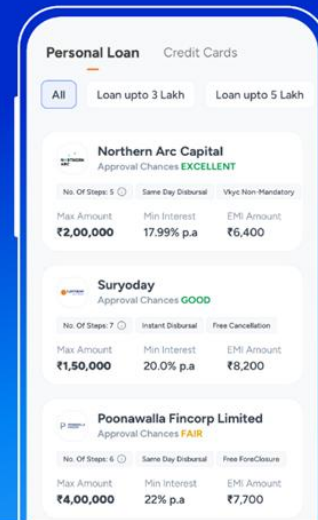 Personal Loan Credit Cards
All Loan upto 3 Lakh Loan upto 5 Lakh
Northern Arc Capital
Approval Chances EXCELLENT
No. Of Steps: 5 Same Day Disbursal Vkyc Non-Mandatory
Max Amount Min Interest EMI Amount
₹2,00,000 17.99% p.a ₹6,400
Suryoday
Approval Chances GOOD
No. Of Steps: 7 Instant Disbursal Free Cancellation
Max Amount Min Interest EMI Amount
₹1,50,000 20.0% p.a ₹8,200
Poonawalla Fincorp Limited
Approval Chances FAIR
No. Of Steps: 6 Same Day Disbursal Free ForeClosure
Max Amount Min Interest EMI Amount
₹4,00,000 22% p.a ₹7,700